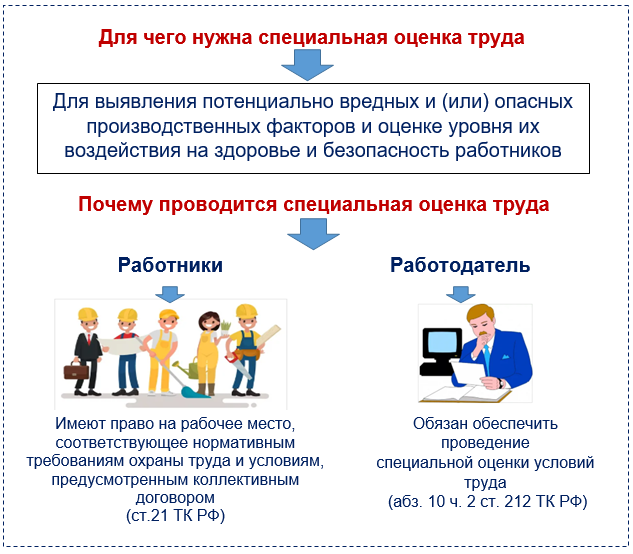 Для чего нужна специальная оценка труда
Для выявления потенциально вредных и (или) опасных
производственных факторов и оценке уровня их
воздействия на здоровье и безопасность работников
Почему проводится специальная оценка труда
Работники
Имеют право на рабочее место,
соответствующее нормативным
требованиям охраны труда и условиям,
предусмотренным коллективным
договором
(ст.21 ТК РФ)
Работодатель
Обязан обеспечить
проведение
специальной оценки условий
труда
(абз. 10 ч. 2 ст. 212 ТК РФ)